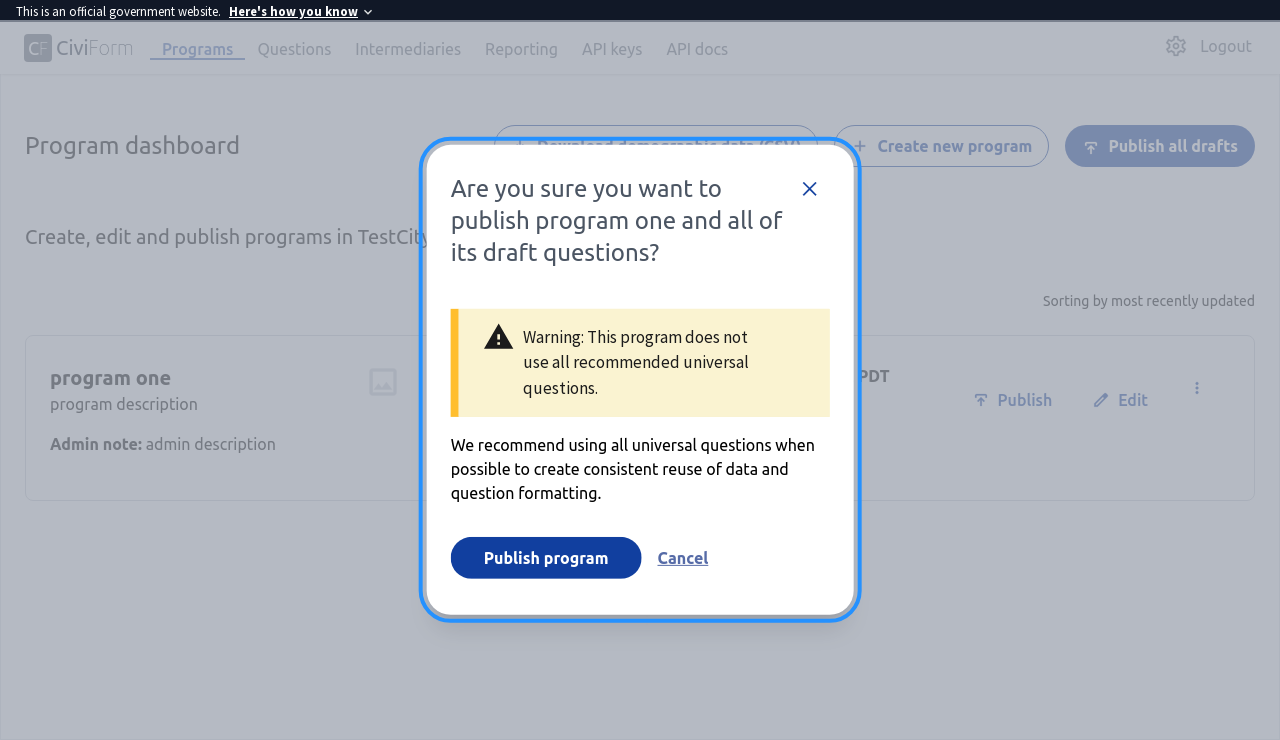 This is an official government website. Here's how you know
CF CiviForm Programs Questions Intermediaries Reporting API keys API docs Logout
Program dashboard
Download demographic data (CSV)
Create new program
Publish all drafts
Create, edit and publish programs in TestCity
Sorting by most recently updated
program one
program description
Admin note: admin description
PDT
Publish
Edit
Are you sure you want to
publish program one and all of
its draft questions?
Warning: This program does not
use all recommended universal
questions.
We recommend using all universal questions when
possible to create consistent reuse of data and
question formatting.
Publish program
Cancel